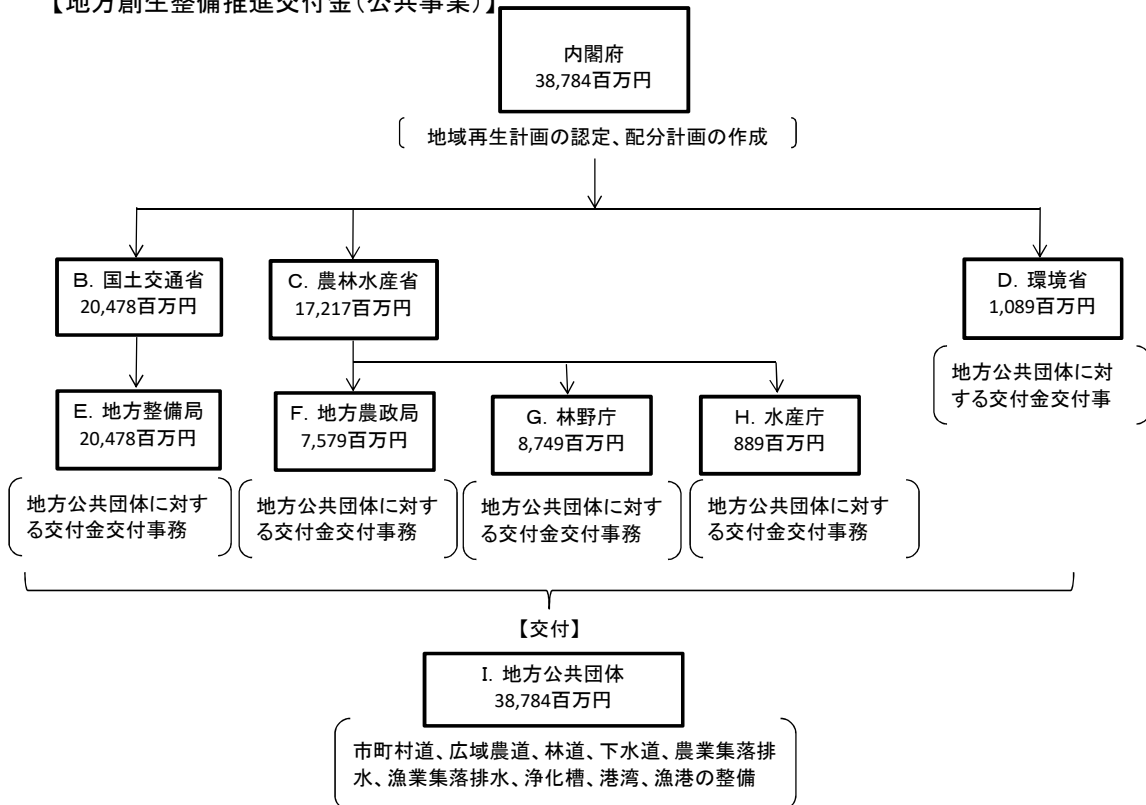 【地方創生整備推進交付金(公共事業)】
内閣府
38,784百万円
地域再生計画の認定、配分計画の作成
B. 国土交通省
20,478百万円
C. 農林水産省
17,217百万円
D. 環境省
1,089百万円
地方公共団体に対
する交付金交付事
E. 地方整備局
20,478百万円
F. 地方農政局
7,579百万円
G. 林野庁
8,749百万円
H. 水産庁
889百万円
地方公共団体に対す
る交付金交付事務
地方公共団体に対す
る交付金交付事務
地方公共団体に対す
る交付金交付事務
地方公共団体に対す
る交付金交付事務
【交付】
I. 地方公共団体
38,784百万円
市町村道、広域農道、林道、下水道、農業集落排
水、漁業集落排水、浄化槽、港湾、漁港の整備